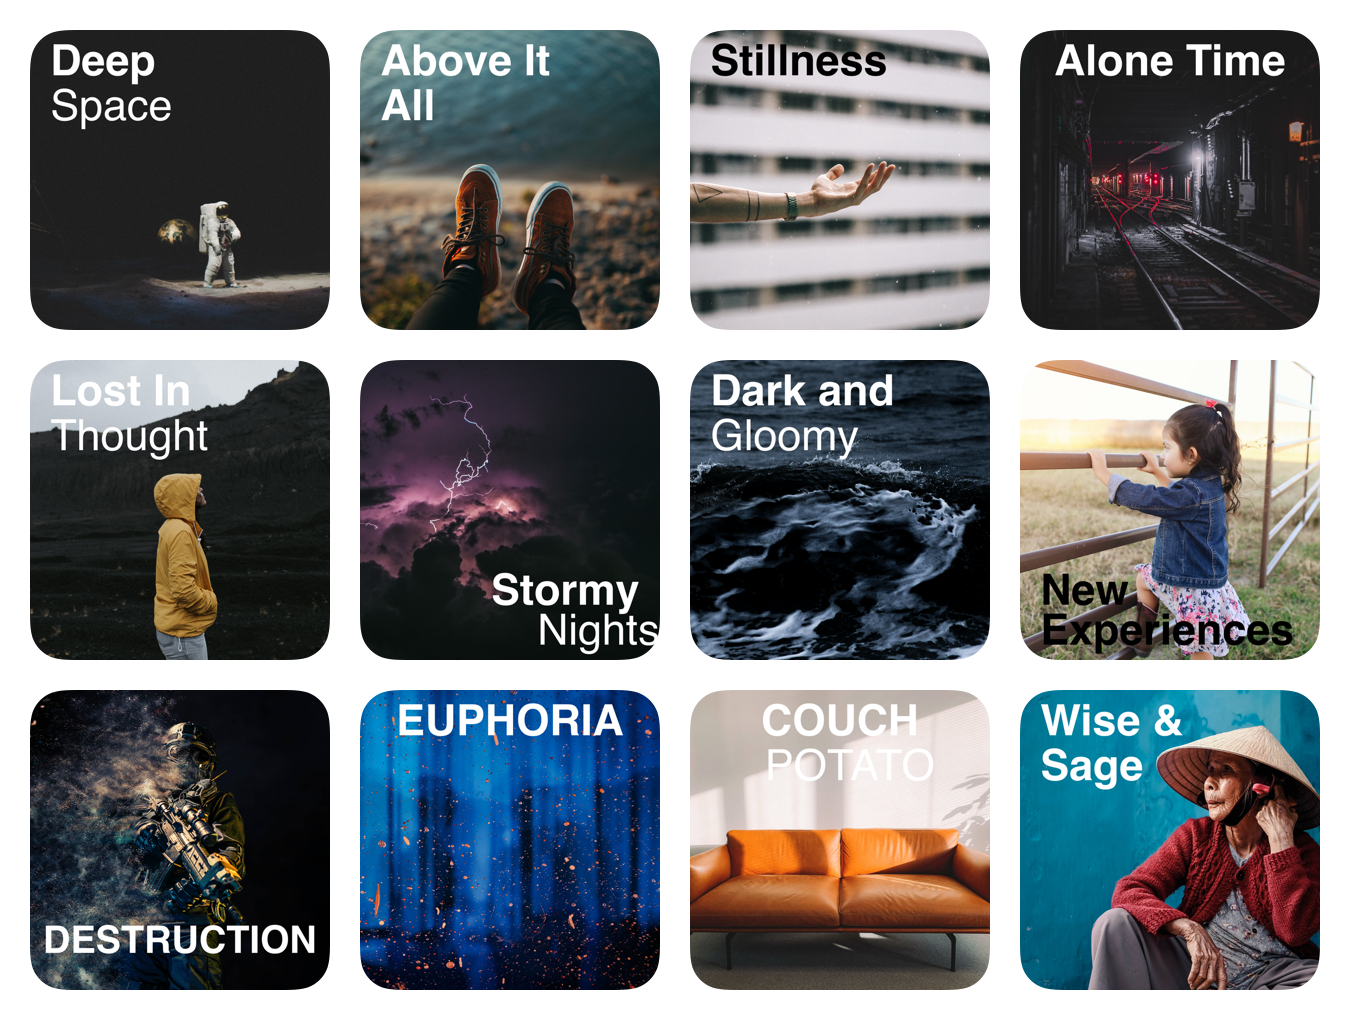 Deep
Space
Above It
All
Stillness
Alone Time
Lost In
Thought
Stormy
Nights
Dark and
Gloomy
New
Experiences
DESTRUCTION
EUPHORIA
COUCH
POTATO
Wise &
Sage